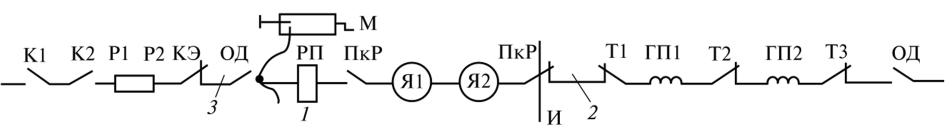 М
К1 К2 Р1 Р2 КЭ ОД РП ПкР ПкР Т1 ГП1 Т2 ГП2 Т3 ОД
Я1 Я2
3 1 И 2